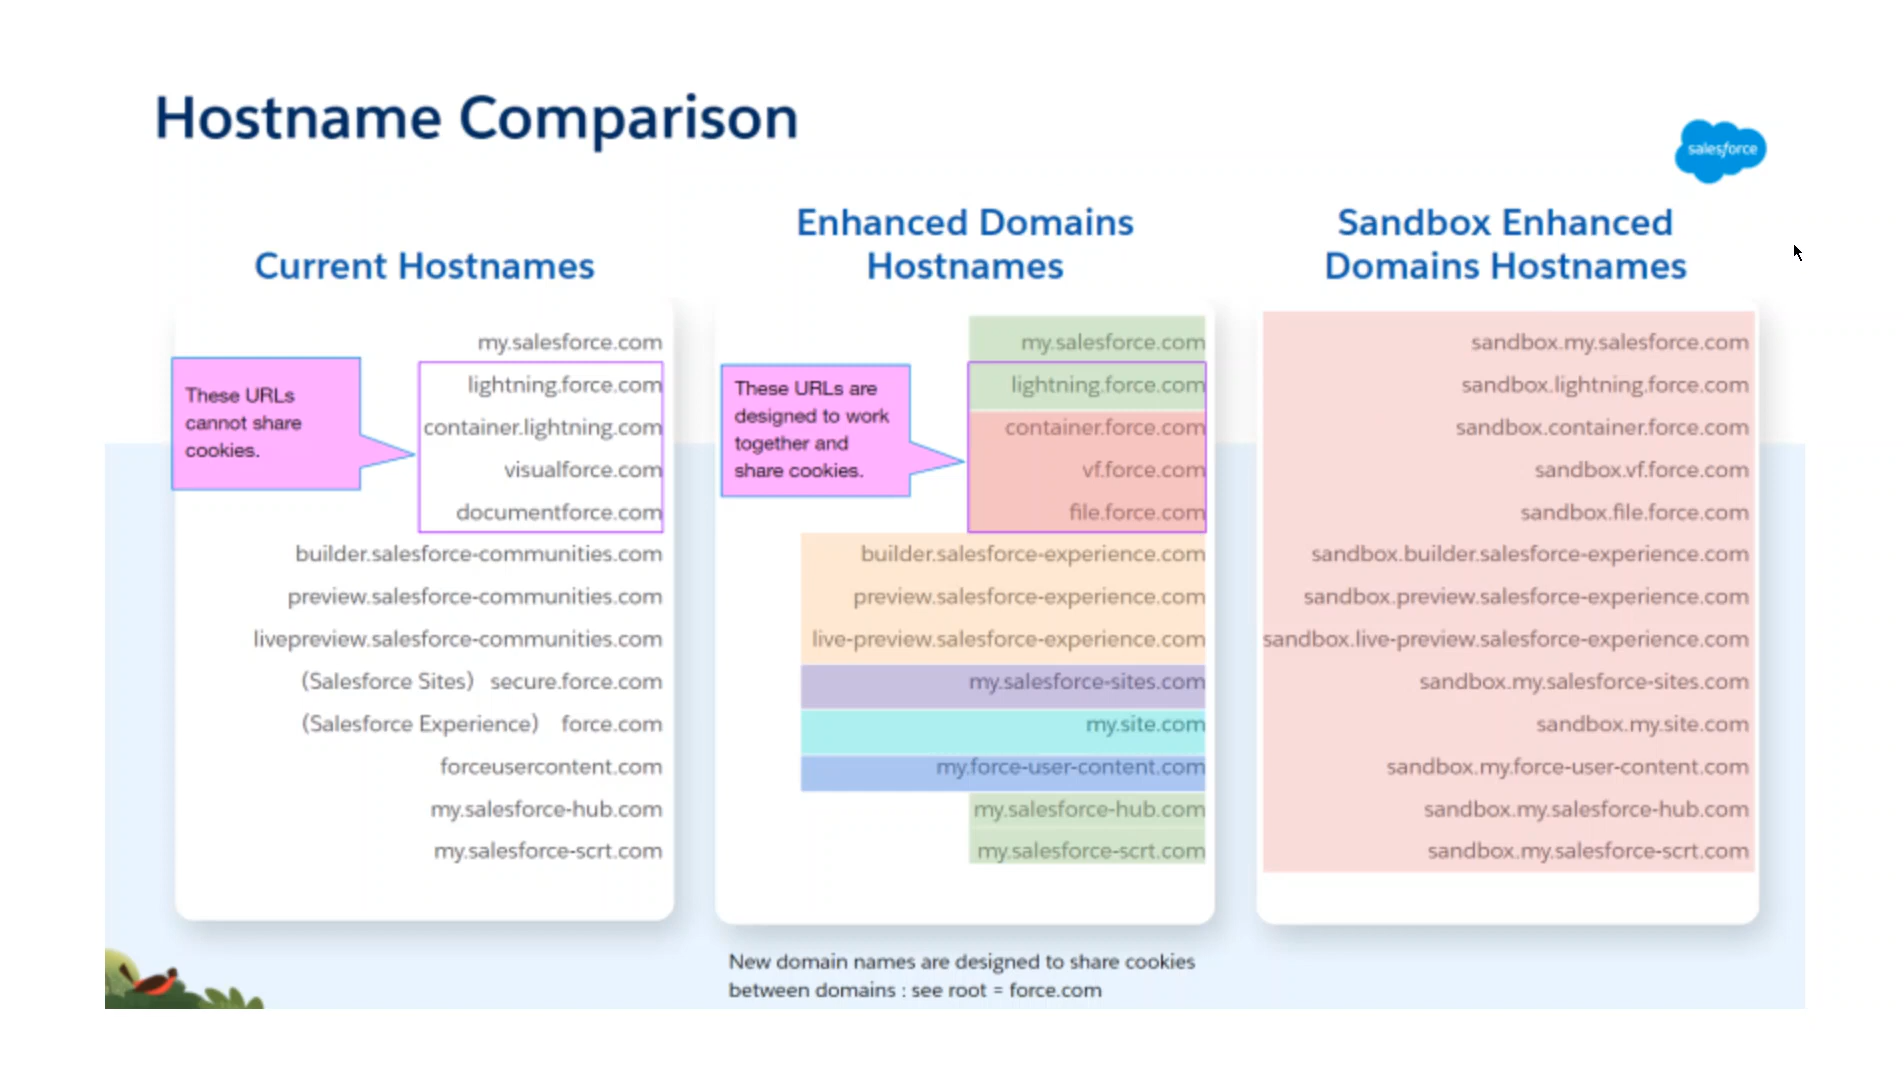 Hostname Comparison
salesforce
Current Hostnames
my.salesforce.com
lightning.force.com
container.lightning.com
visualforce.com
documentforce.com
builder.salesforce-communities.com
preview.salesforce-communities.com
livepreview.salesforce-communities.com
(Salesforce Sites) secure.force.com
(Salesforce Experience) force.com
forceusercontent.com
my.salesforce-hub.com
my.salesforce-scrt.com
These URLs
cannot share
cookies.
Enhanced Domains
Hostnames
my.salesforce.com
lightning.force.com
container.force.com
vf.force.com
file.force.com
builder.salesforce-experience.com
preview.salesforce-experience.com
live-preview.salesforce-experience.com
my.salesforce-sites.com
my.site.com
my.force-user-content.com
my.salesforce-hub.com
my.salesforce-scrt.com
These URLs are
designed to work
together and
share cookies.
New domain names are designed to share cookies
between domains : see root = force.com
Sandbox Enhanced
Domains Hostnames
sandbox.my.salesforce.com
sandbox.lightning.force.com
sandbox.container.force.com
sandbox.vf.force.com
sandbox.file.force.com
sandbox.builder.salesforce-experience.com
sandbox.preview.salesforce-experience.com
sandbox.live-preview.salesforce-experience.com
sandbox.my.salesforce-sites.com
sandbox.my.site.com
sandbox.my.force-user-content.com
sandbox.my.salesforce-hub.com
sandbox.my.salesforce-scrt.com